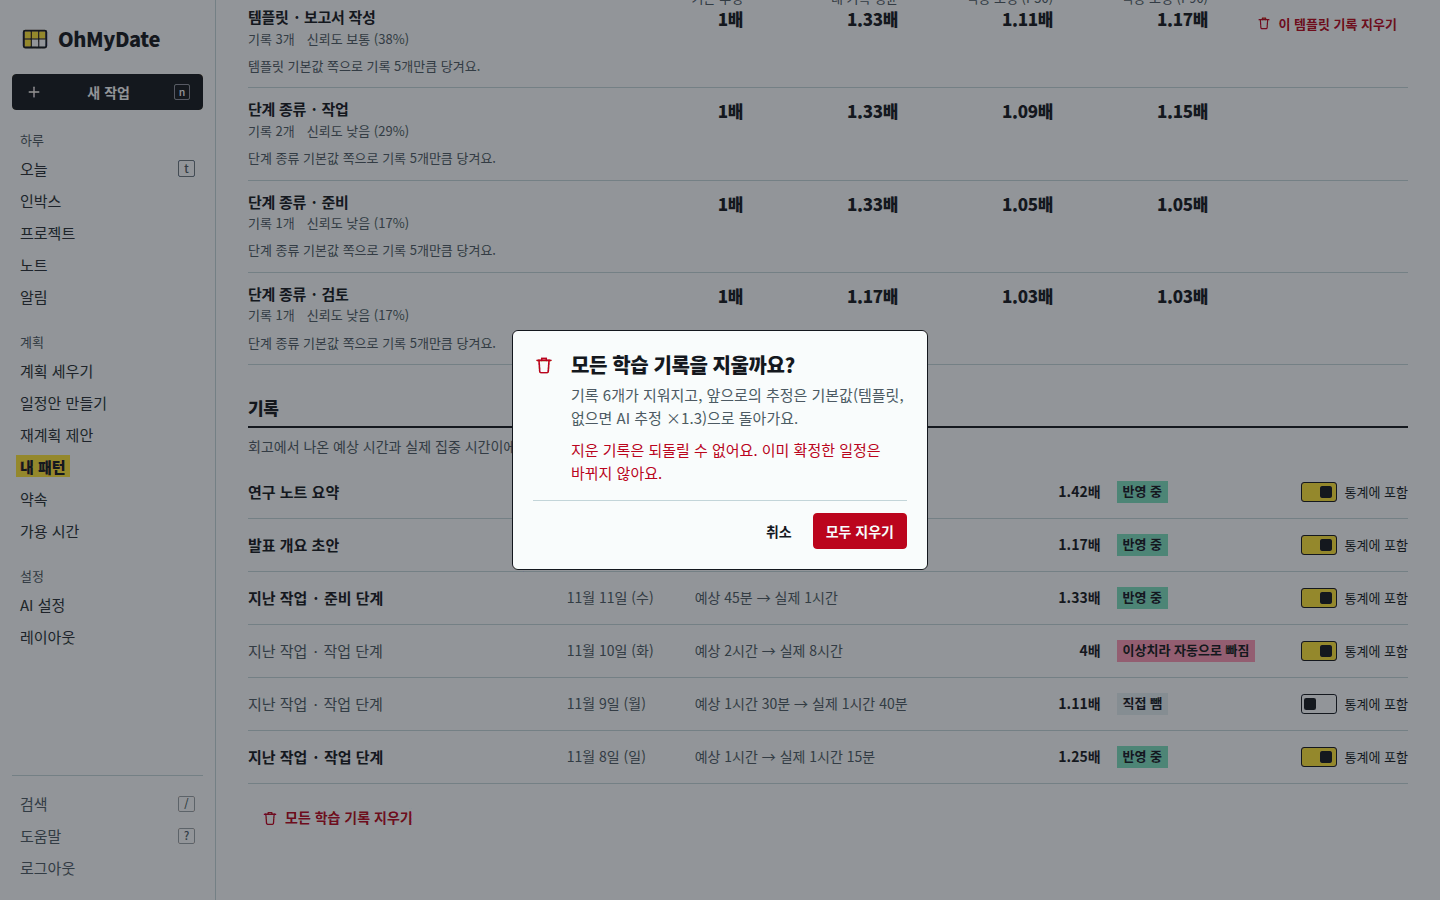 OhMyDate
새 작업
n
하루
오늘
t
인박스
프로젝트
노트
알림
계획
계획 세우기
일정안 만들기
재계획 제안
내 패턴
약속
가용 시간
설정
AI 설정
레이아웃
검색
/
도움말
?
로그아웃
템플릿 · 보고서 작성
1배 1.33배 1.11배 1.17배
이 템플릿 기록 지우기
기록 3개 신뢰도 보통 (38%)
템플릿 기본값 쪽으로 기록 5개만큼 당겨요.
단계 종류 · 작업
1배 1.33배 1.09배 1.15배
기록 2개 신뢰도 낮음 (29%)
단계 종류 기본값 쪽으로 기록 5개만큼 당겨요.
단계 종류 · 준비
1배 1.33배 1.05배 1.05배
기록 1개 신뢰도 낮음 (17%)
단계 종류 기본값 쪽으로 기록 5개만큼 당겨요.
단계 종류 · 검토
1배 1.17배 1.03배 1.03배
기록 1개 신뢰도 낮음 (17%)
단계 종류 기본값 쪽으로 기록 5개만큼 당겨요.
기록
회고에서 나온 예상 시간과 실제 집중 시간이에
연구 노트 요약 1.42배 반영 중 통계에 포함
발표 개요 초안 1.17배 반영 중 통계에 포함
지난 작업 · 준비 단계 11월 11일 (수) 예상 45분 → 실제 1시간 1.33배 반영 중 통계에 포함
지난 작업 · 작업 단계 11월 10일 (화) 예상 2시간 → 실제 8시간 4배 이상치라 자동으로 빠짐 통계에 포함
지난 작업 · 작업 단계 11월 9일 (월) 예상 1시간 30분 → 실제 1시간 40분 1.11배 직접 뺌 통계에 포함
지난 작업 · 작업 단계 11월 8일 (일) 예상 1시간 → 실제 1시간 15분 1.25배 반영 중 통계에 포함
모든 학습 기록 지우기
모든 학습 기록을 지울까요?
기록 6개가 지워지고, 앞으로의 추정은 기본값(템플릿,
없으면 AI 추정 ×1.3)으로 돌아가요.
지운 기록은 되돌릴 수 없어요. 이미 확정한 일정은
바뀌지 않아요.
취소
모두 지우기